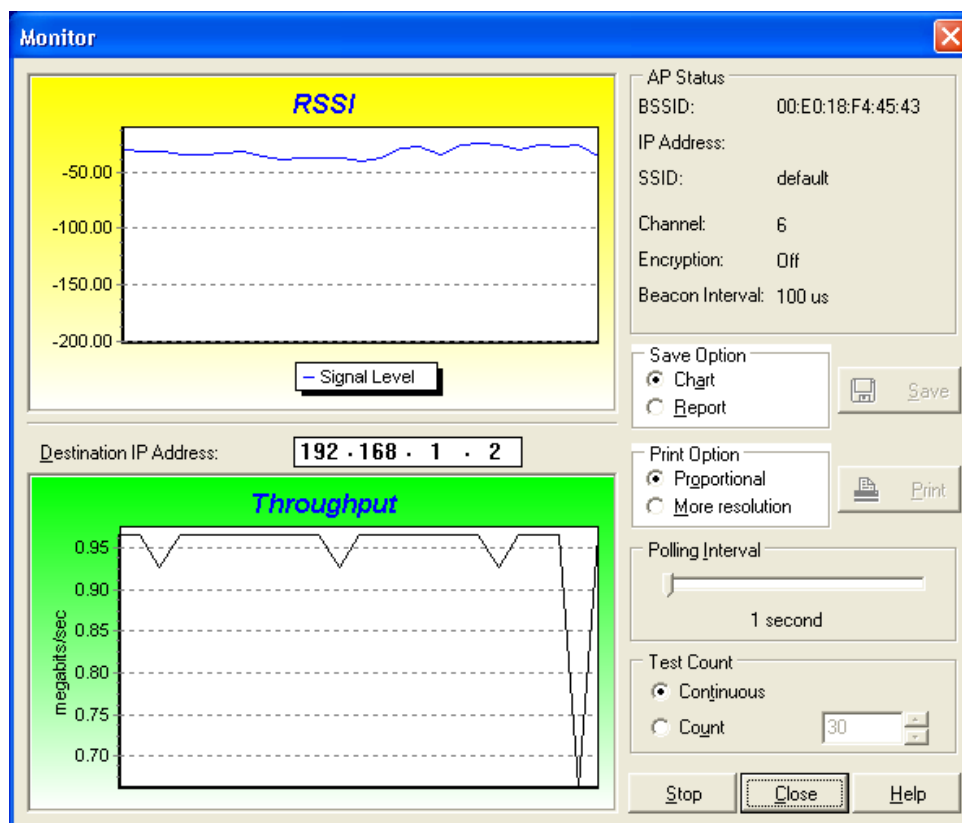 Monitor
RSSI
-50.00
-100.00
-150.00
-200.00
Signal Level
Destination IP Address: 192 . 168 . 1 . 2
Throughput
megabits/sec
0.95
0.90
0.85
0.80
0.75
0.70
AP Status
BSSID: 00:E0:18:F4:45:43
IP Address:
SSID: default
Channel: 6
Encryption: Off
Beacon Interval: 100 us
Save Option
Chart
Report
Save
Print Option
Proportional
More resolution
Print
Polling Interval
1 second
Test Count
Continuous
Count 30
Stop Close Help